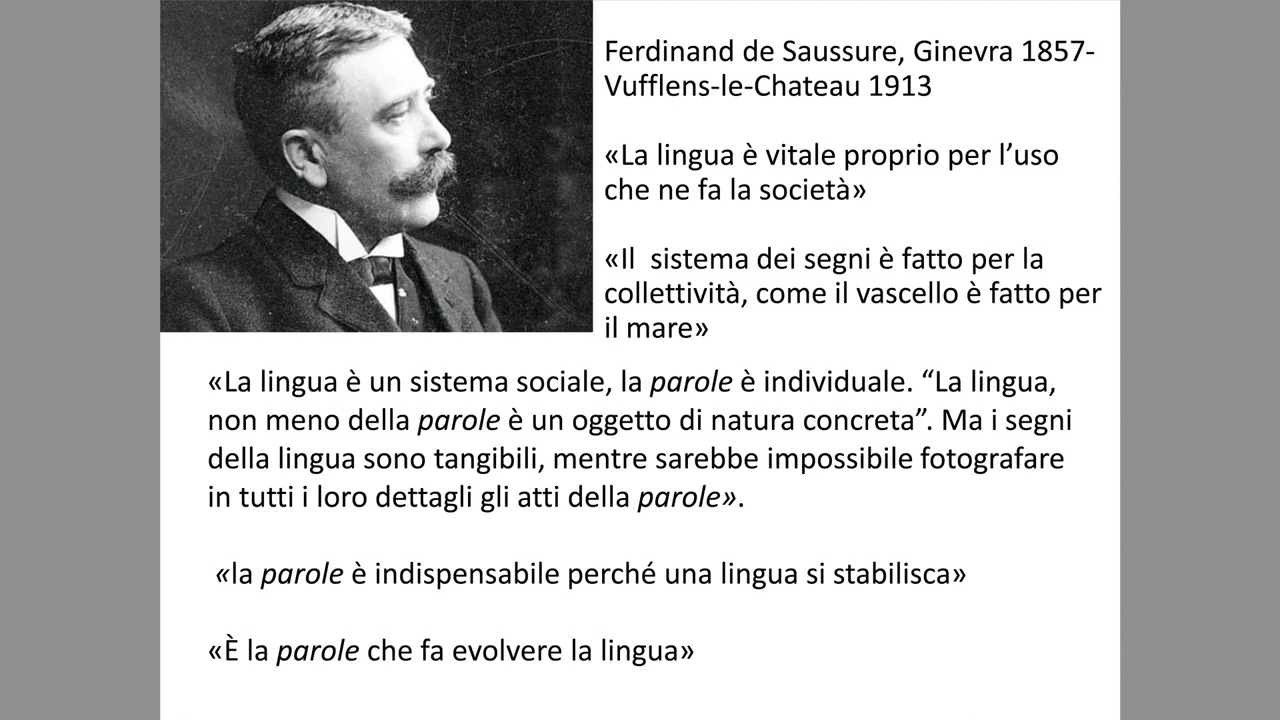 Ferdinand de Saussure, Ginevra 1857-
Vufflens-le-Chateau 1913
«La lingua è vitale proprio per l’uso
che ne fa la società»
«Il  sistema dei segni è fatto per la
collettività, come il vascello è fatto per
il mare»
«La lingua è un sistema sociale, la parole è individuale. “La lingua,
non meno della parole è un oggetto di natura concreta”. Ma i segni
della lingua sono tangibili, mentre sarebbe impossibile fotografare
in tutti i loro dettagli gli atti della parole».
«la parole è indispensabile perché una lingua si stabilisca»
«È la parole che fa evolvere la lingua»